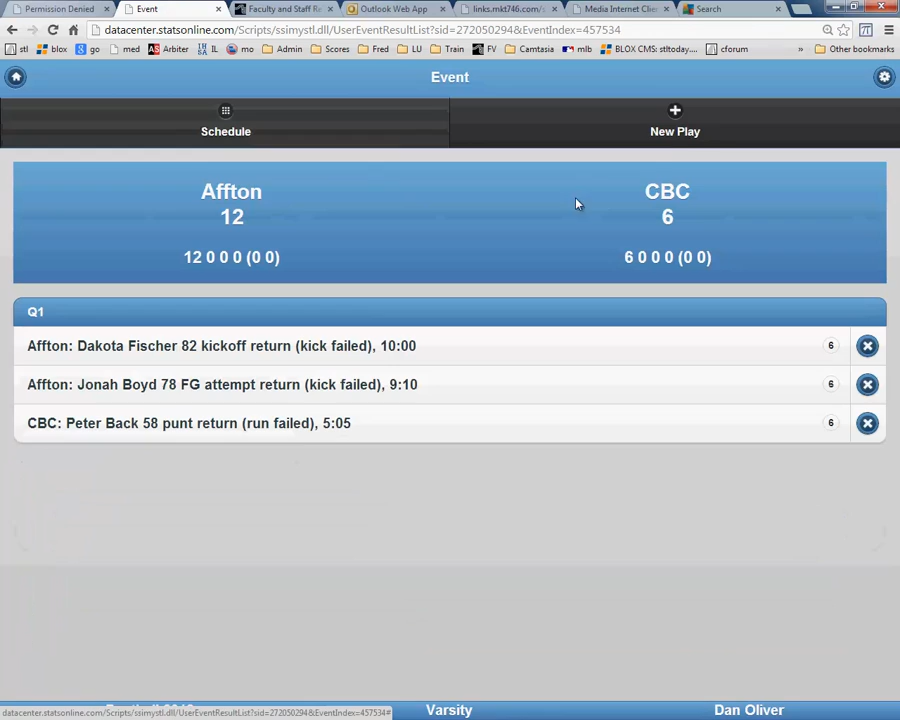 Permission Denied × Event × Faculty and Staff Re × Outlook Web App × links.mkt746.com/s × Media Internet Clien × Search ×
datacenter.statsonline.com/Scripts/ssimystl.dll/UserEventResultList?sid=272050294&EventIndex=457534
stl blox go med Arbiter IL mo Admin Scores Fred LU Train FV Camtasia mlb BLOX CMS: stltoday.... cforum » Other bookmarks
Event
Schedule New Play
Affton CBC
12 6
12 0 0 0 (0 0) 6 0 0 0 (0 0)
Q1
Affton: Dakota Fischer 82 kickoff return (kick failed), 10:00 6
Affton: Jonah Boyd 78 FG attempt return (kick failed), 9:10 6
CBC: Peter Back 58 punt return (run failed), 5:05 6
datacenter.statsonline.com/Scripts/ssimystl.dll/UserEventResultList?sid=272050294&EventIndex=457534#
Varsity Dan Oliver